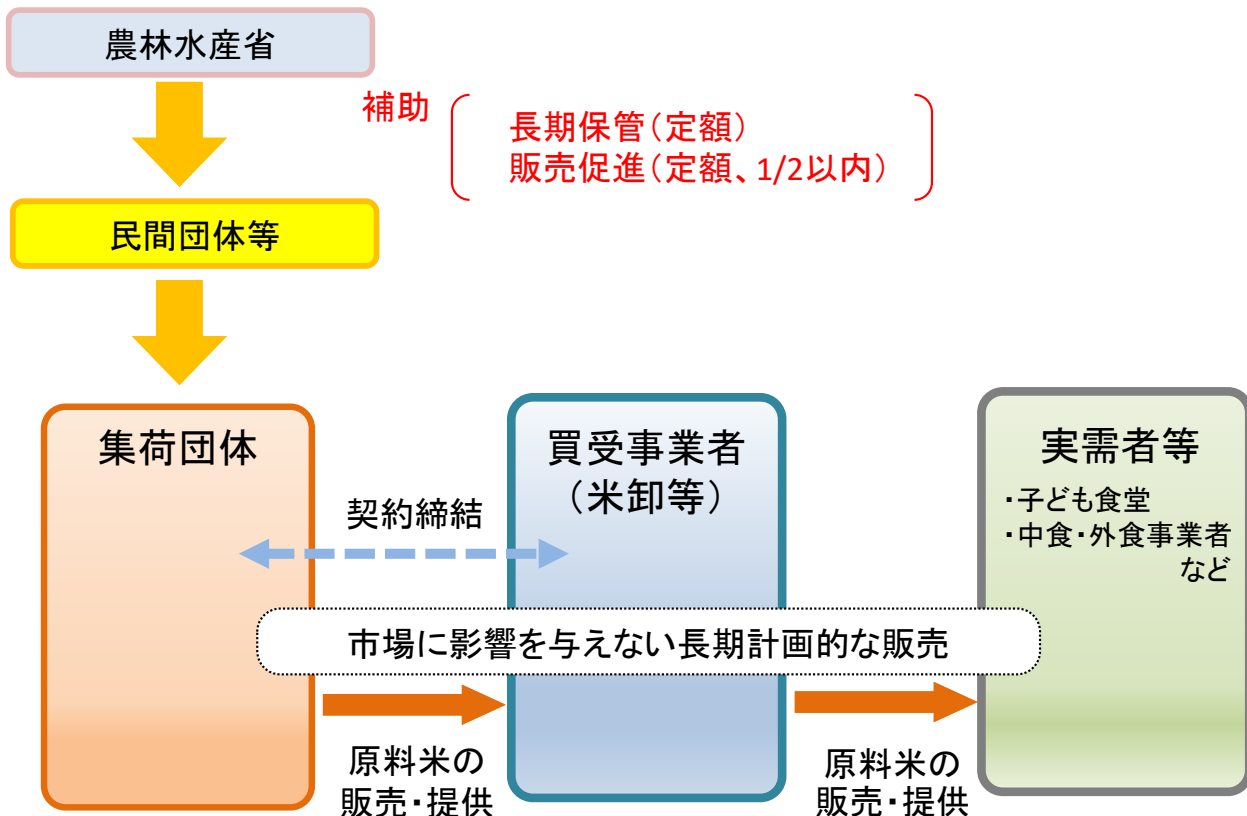 農林水産省
補助
長期保管(定額)
販売促進(定額、1/2以内)
民間団体等
集荷団体
買受事業者
(米卸等)
実需者等
・子ども食堂
・中食・外食事業者
など
契約締結
市場に影響を与えない長期計画的な販売
原料米の
販売・提供
原料米の
販売・提供